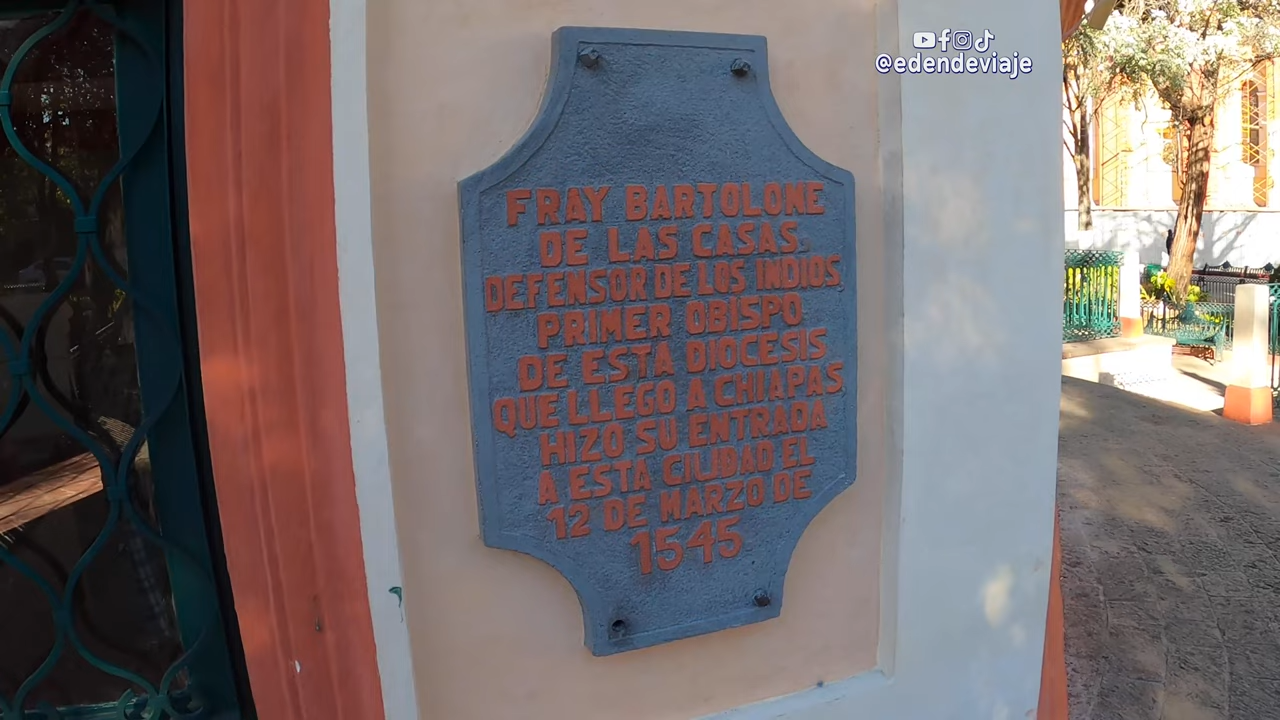 @edendeviaje
FRAY BARTOLOME
DE LAS CASAS.
DEFENSOR DE LOS INDIOS,
PRIMER OBISPO
DE ESTA DIOCESIS
QUE LLEGO A CHIAPAS
HIZO SU ENTRADA
A ESTA CIUDAD EL
12 DE MARZO DE
1545